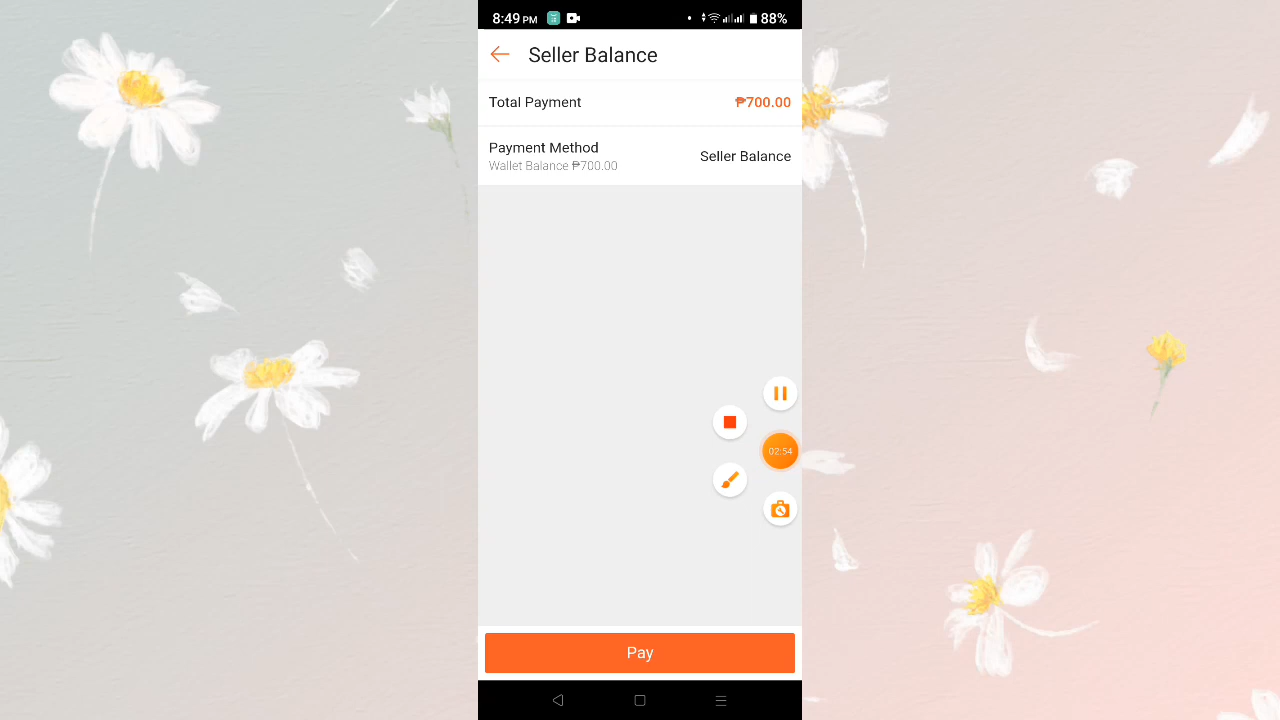 8:49 PM 88%
Seller Balance
Total Payment ₱700.00
Payment Method
Wallet Balance ₱700.00
Seller Balance
02:54
Pay